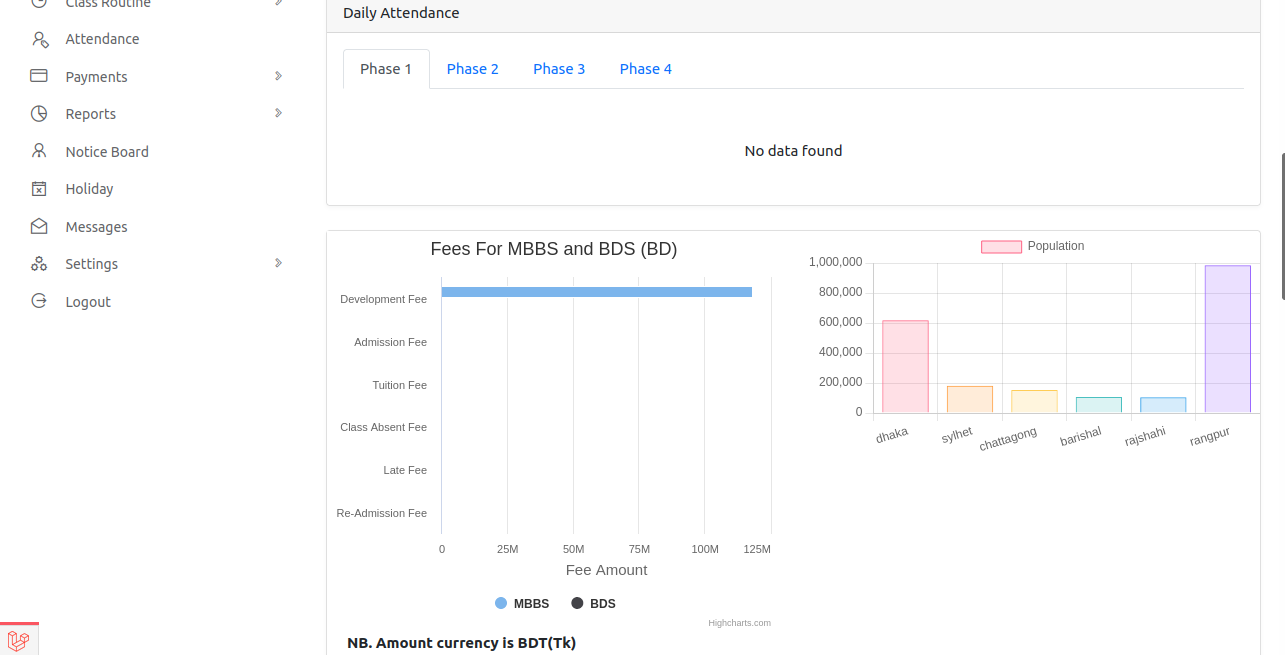 Class Routine
Attendance
Payments
Reports
Notice Board
Holiday
Messages
Settings
Logout
Daily Attendance
Phase 1 Phase 2 Phase 3 Phase 4
No data found
Fees For MBBS and BDS (BD)
Development Fee
Admission Fee
Tuition Fee
Class Absent Fee
Late Fee
Re-Admission Fee
0 25M 50M 75M 100M 125M
Fee Amount
MBBS BDS
Highcharts.com
NB. Amount currency is BDT(Tk)
Population
1,000,000
800,000
600,000
400,000
200,000
0
dhaka sylhet chattagong barishal rajshahi rangpur